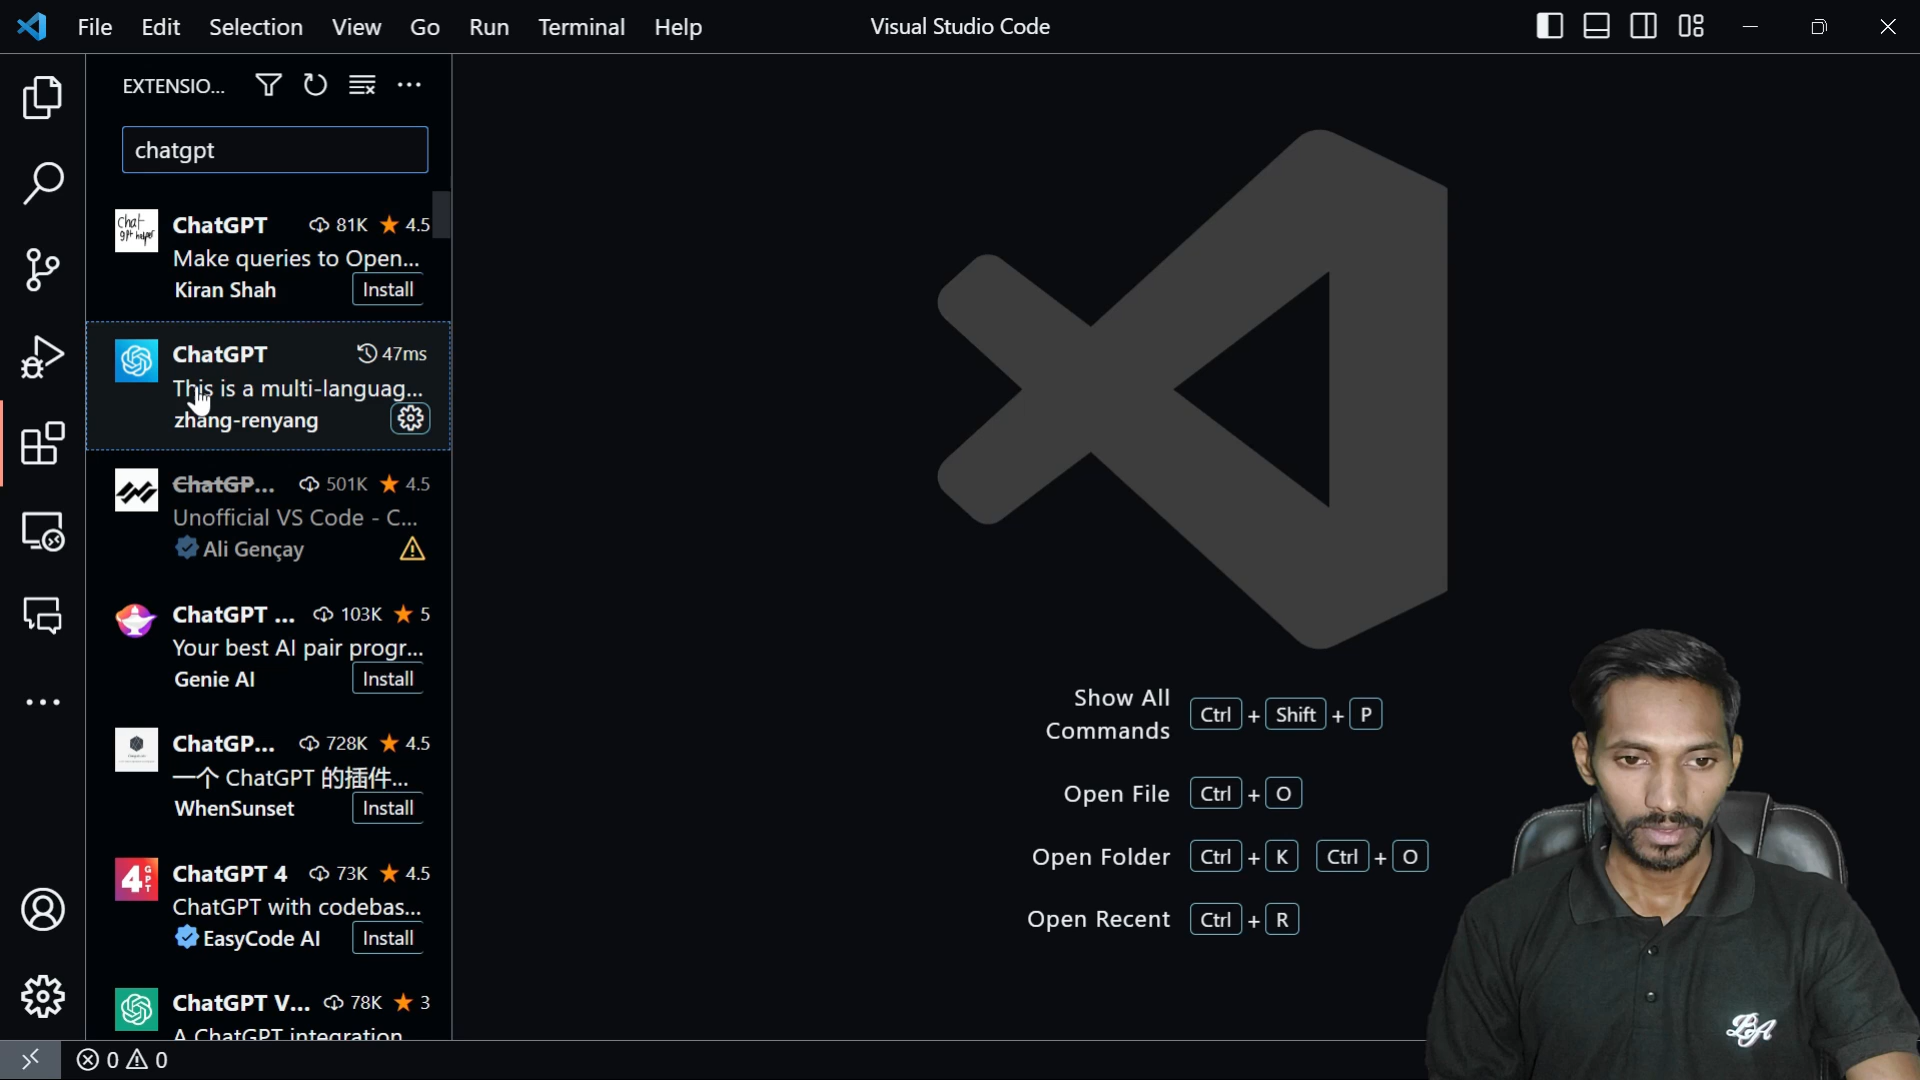 File Edit Selection View Go Run Terminal Help
Visual Studio Code
EXTENSIO...
chatgpt
Chat
gpt helper
ChatGPT 81K 4.5
Make queries to Open...
Kiran Shah Install
ChatGPT 47ms
This is a multi-languag...
zhang-renyang
ChatGP... 501K 4.5
Unofficial VS Code - C...
Ali Gençay
ChatGPT ... 103K 5
Your best AI pair progr...
Genie AI Install
ChatGP... 728K 4.5
一个 ChatGPT 的插件...
WhenSunset Install
4 GPT
ChatGPT 4 73K 4.5
ChatGPT with codebas...
EasyCode AI Install
ChatGPT V... 78K 3
A ChatGPT integration
Show All Commands Ctrl + Shift + P
Open File Ctrl + O
Open Folder Ctrl + K Ctrl + O
Open Recent Ctrl + R
0 0